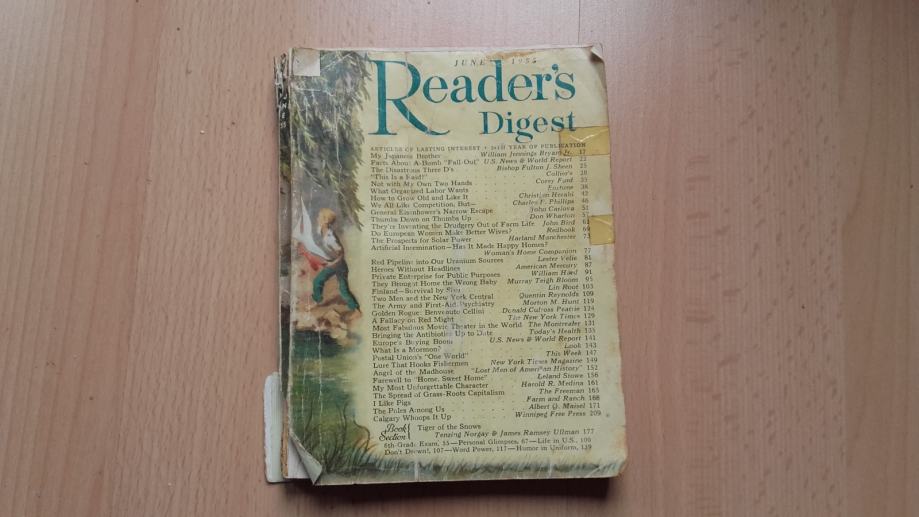 JUNE 1955
Reader's
Digest
ARTICLES OF LASTING INTEREST • 34TH YEAR OF PUBLICATION
My Japanese Brother . . William Jennings Bryan, Jr. 17
Facts About A-Bomb "Fall-Out" U.S. News & World Report 22
The Disastrous Three D's . . Bishop Fulton J. Sheen 25
"This Is a Raid!" . . Collier's 28
Not with My Own Two Hands . . Corey Ford 35
What Organized Labor Wants . . Fortune 38
How to Grow Old and Like It . . Christian Herald 42
We All Like Competition, But— . . Charles F. Phillips 46
General Eisenhower's Narrow Escape . . John Carlova 51
Thumbs Down on Thumbs Up . . Don Wharton 57
They're Inventing the Drudgery Out of Farm Life John Bird 61
Do European Women Make Better Wives? . . Redbook 69
The Prospects for Solar Power . . Harland Manchester 73
Artificial Insemination—Has It Made Happy Homes?
Woman's Home Companion 77
Red Pipeline into Our Uranium Sources . . Lester Velie 81
Heroes Without Headlines . . American Mercury 87
Private Enterprise for Public Purposes . . William Hard 91
They Brought Home the Wrong Baby . . Murray Teigh Bloom 95
Finland—Survival by Sisu . . Lin Root 103
Two Men and the New York Central . . Quentin Reynolds 109
The Army and First-Aid Psychiatry . . Morton M. Hunt 119
Golden Rogue: Benvenuto Cellini . . Donald Culross Peattie 124
A Fallacy on Red Might . . The New York Times 129
Most Fabulous Movie Theater in the World The Montrealer 131
Bringing the Antibiotics Up to Date . . Today's Health 135
Europe's Buying Boom . . U.S. News & World Report 141
What Is a Mormon? . . Look 143
Postal Union's "One World" . . This Week 147
Lure That Hooks Fishermen . . New York Times Magazine 149
Angel of the Madhouse . . "Lost Men of American History" 152
Farewell to "Home, Sweet Home" . . Leland Stowe 156
My Most Unforgettable Character . . Harold R. Medina 161
The Spread of Grass-Roots Capitalism . . The Freeman 165
I Like Pigs . . Farm and Ranch 168
The Poles Among Us . . Albert Q. Maisel 171
Calgary Whoops It Up . . Winnipeg Free Press 209
Book Section
Tiger of the Snows
Tenzing Norgay & James Ramsey Ullman 177
6th-Grade Exam, 55—Personal Glimpses, 67—Life in U.S., 100
Don't Drown!, 107—Word Power, 117—Humor in Uniform, 139